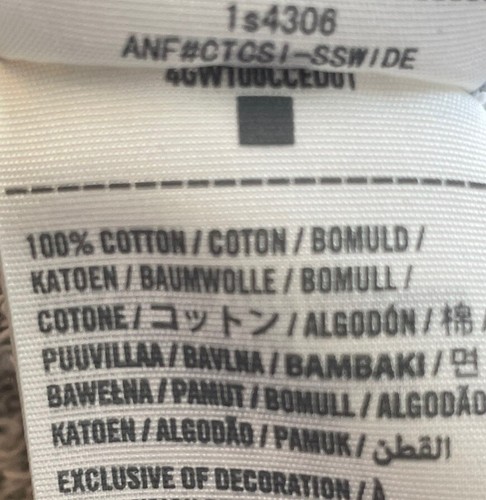 1s4306
ANF#CTCSI-SSWIDE
100% COTTON / COTON / BOMULD /
KATOEN / BAUMWOLLE / BOMULL /
COTONE / コットン / ALGODÓN / 棉 /
PUUVILLAA / BAVLNA / BAMBAKI / 면
BAWEŁNA / PAMUT / BOMULL / ALGODÃO
KATOEN / ALGODÃO / PAMUK / القطن
EXCLUSIVE OF DECORATION /